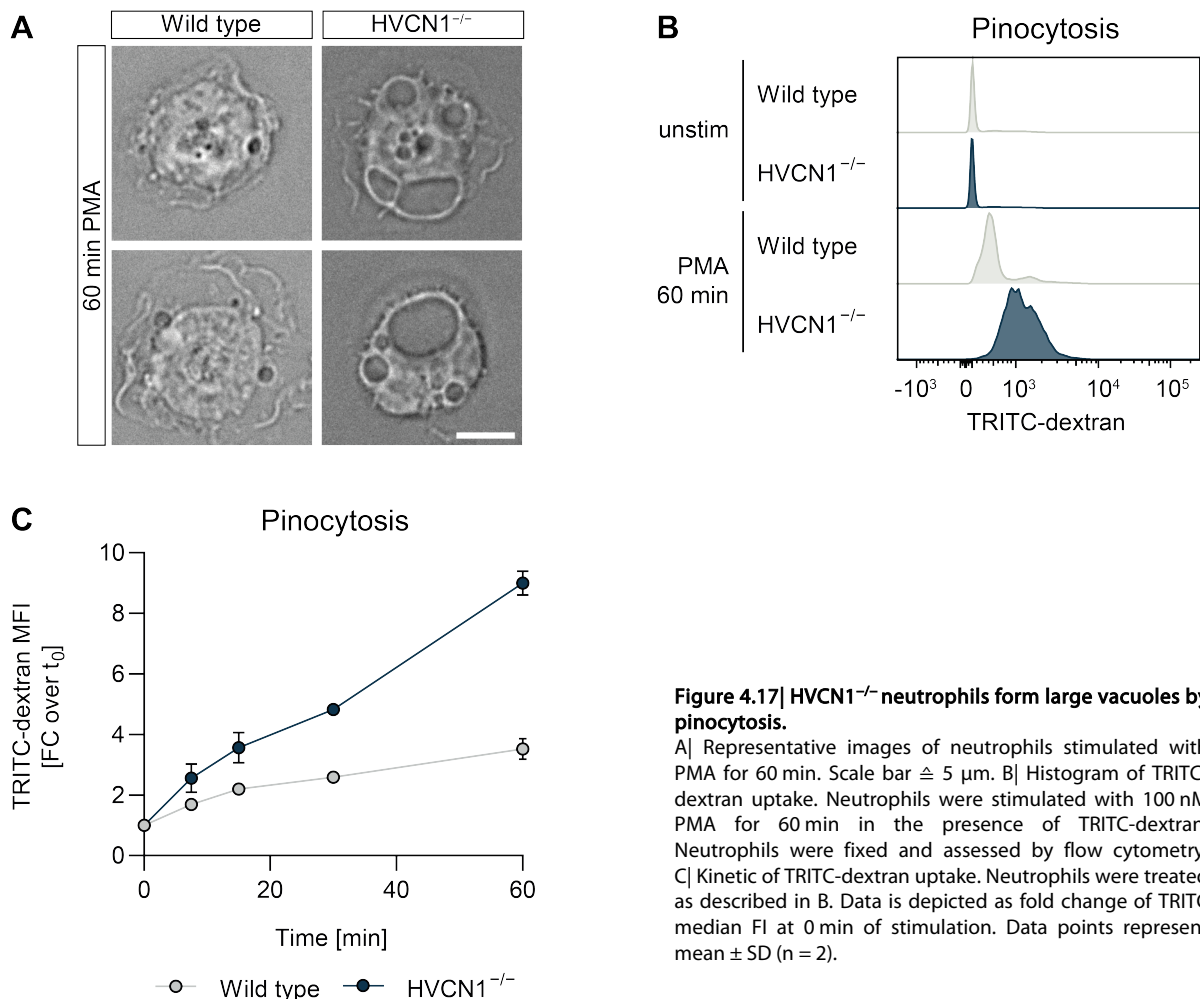 A
Wild type
HVCN1⁻/⁻
60 min PMA
B
Pinocytosis
unstim
Wild type
HVCN1⁻/⁻
PMA
60 min
Wild type
HVCN1⁻/⁻
-10³ 0 10³ 10⁴ 10⁵
TRITC-dextran
C
Pinocytosis
TRITC-dextran MFI
[FC over t₀]
10
8
6
4
2
0
0 20 40 60
Time [min]
Wild type HVCN1⁻/⁻
Figure 4.17| HVCN1⁻/⁻ neutrophils form large vacuoles by
pinocytosis.
A| Representative images of neutrophils stimulated with
PMA for 60 min. Scale bar ≙ 5 µm. B| Histogram of TRITC
dextran uptake. Neutrophils were stimulated with 100 nM
PMA for 60 min in the presence of TRITC-dextran
Neutrophils were fixed and assessed by flow cytometry
C| Kinetic of TRITC-dextran uptake. Neutrophils were treated
as described in B. Data is depicted as fold change of TRITC
median FI at 0 min of stimulation. Data points represent
mean ± SD (n = 2).